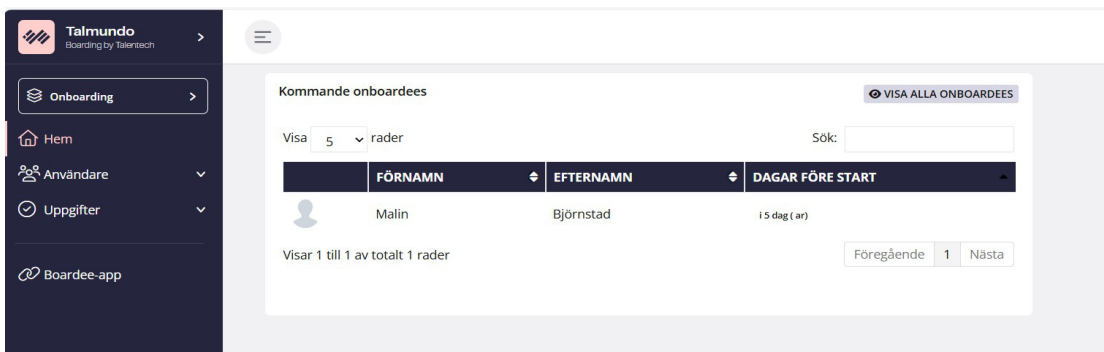 Talmundo
Boarding by Talentech
Onboarding
Hem
Användare
Uppgifter
Boardee-app
Kommande onboardees
VISA ALLA ONBOARDEES
Visa 5 rader
Sök:
FÖRNAMN EFTERNAMN DAGAR FÖRE START
Malin Björnstad i 5 dag ( ar)
Visar 1 till 1 av totalt 1 rader
Föregående 1 Nästa